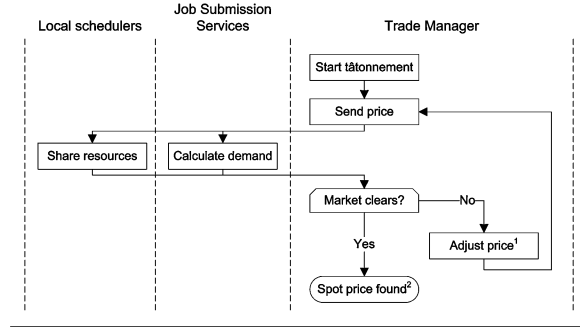 Local schedulers
Job Submission
Services
Trade Manager
Start tâtonnement
Send price
Share resources
Calculate demand
Market clears?
No
Yes
Adjust price¹
Spot price found²